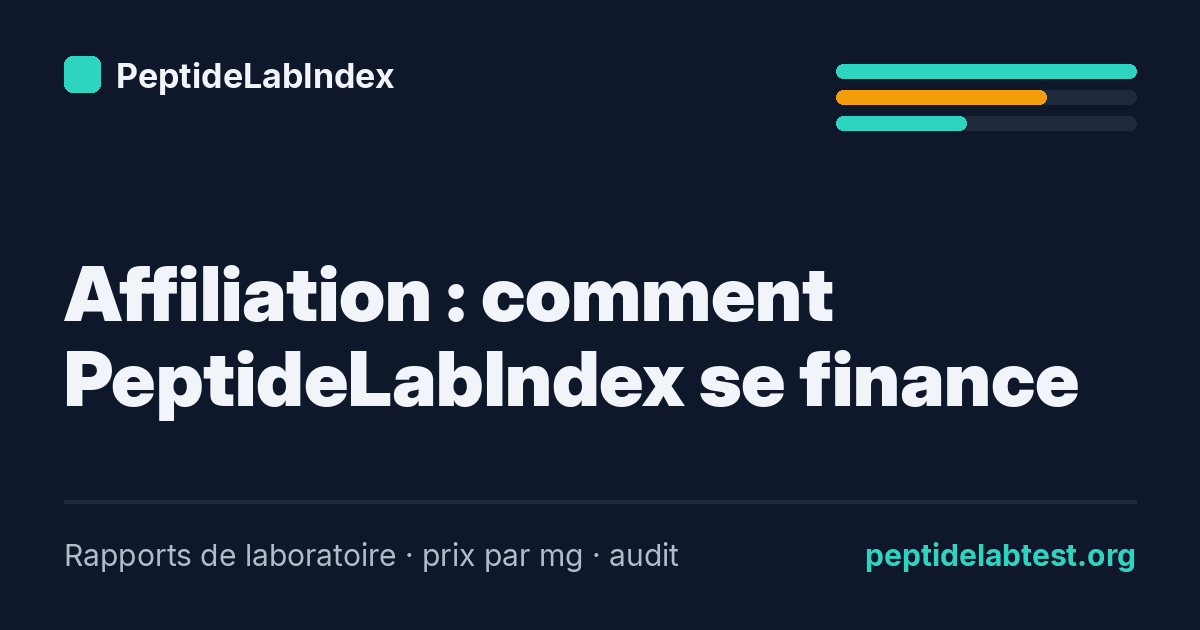 PeptideLabIndex
Affiliation : comment
PeptideLabIndex se finance
Rapports de laboratoire · prix par mg · audit
peptidelabtest.org